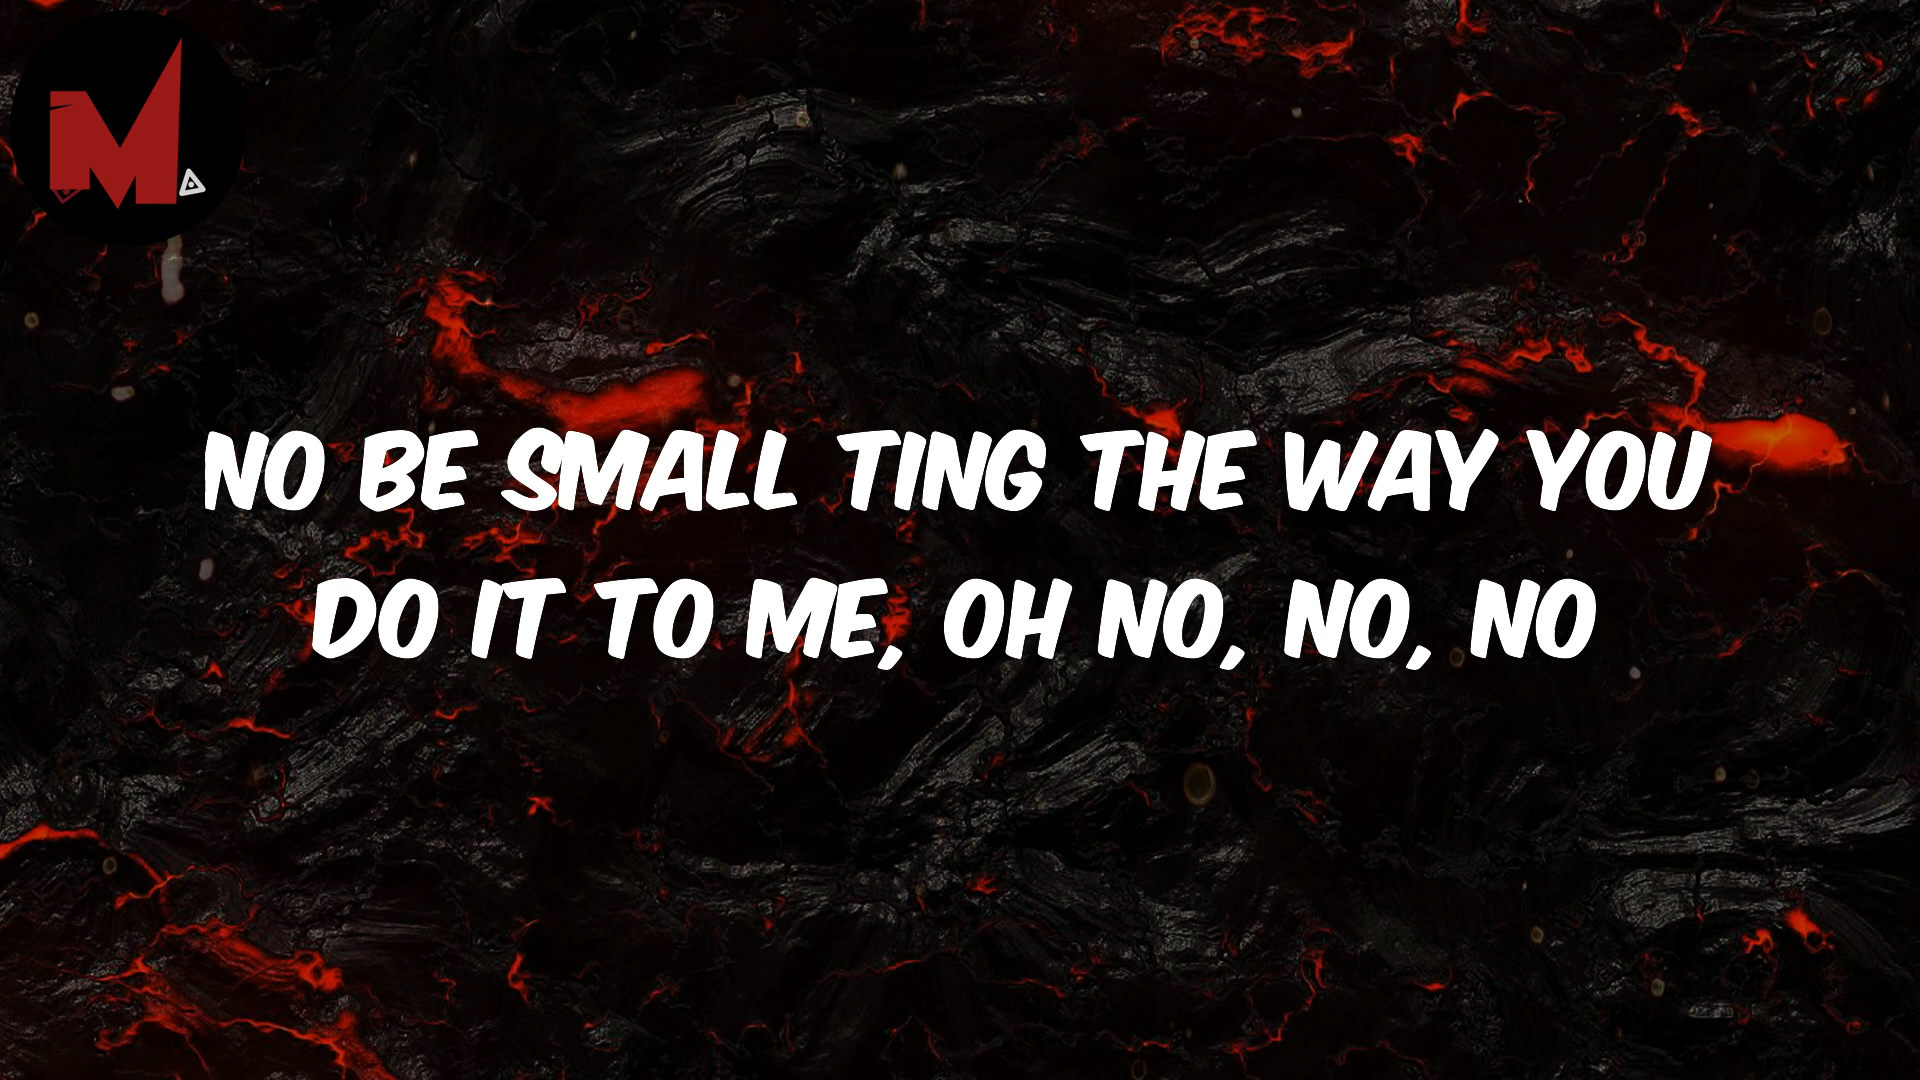 M
NO BE SMALL TING THE WAY YOU
DO IT TO ME, OH NO, NO, NO